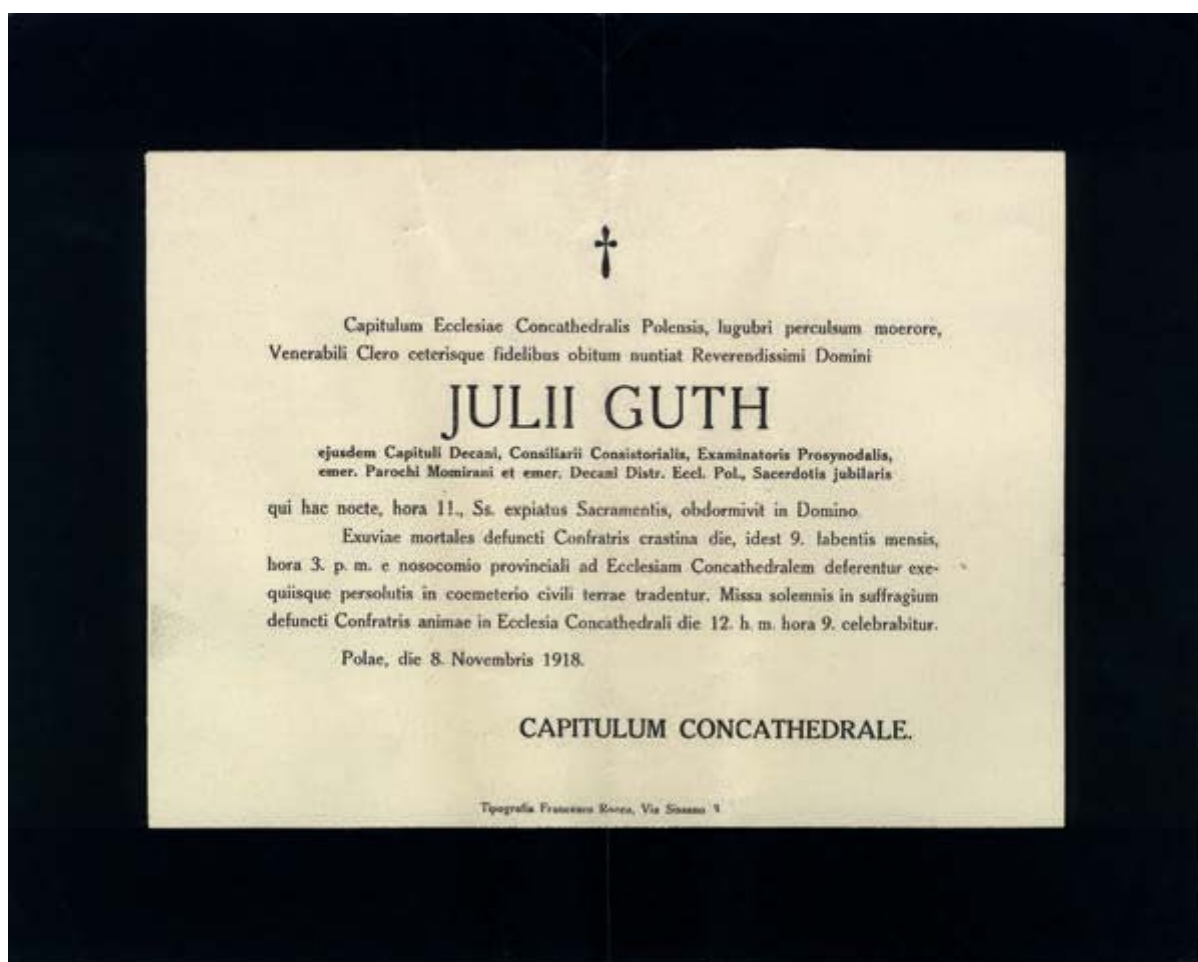 Capitulum Ecclesiae Concathedralis Polensis, lugubri perculsum moerore,
Venerabili Clero ceterisque fidelibus obitum nuntiat Reverendissimi Domini
JULII GUTH
ejusdem Capituli Decani, Consiliarii Consistorialis, Examinatoris Prosynodalis,
emer. Parochi Momirani et emer. Decani Distr. Eccl. Pol., Sacerdotis jubilaris
qui hac nocte, hora 11., Ss. expiatus Sacramentis, obdormivit in Domino.
Exuviae mortales defuncti Confratris crastina die, idest 9. labentis mensis,
hora 3. p. m. e nosocomio provinciali ad Ecclesiam Concathedralem deferentur exe-
quiisque persolutis in coemeterio civili terrae tradentur. Missa solemnis in suffragium
defuncti Confratris animae in Ecclesia Concathedrali die 12. h. m. hora 9. celebrabitur.
Polae, die 8. Novembris 1918.
CAPITULUM CONCATHEDRALE.
Tipografia Francesco Rocco, Via Sissano